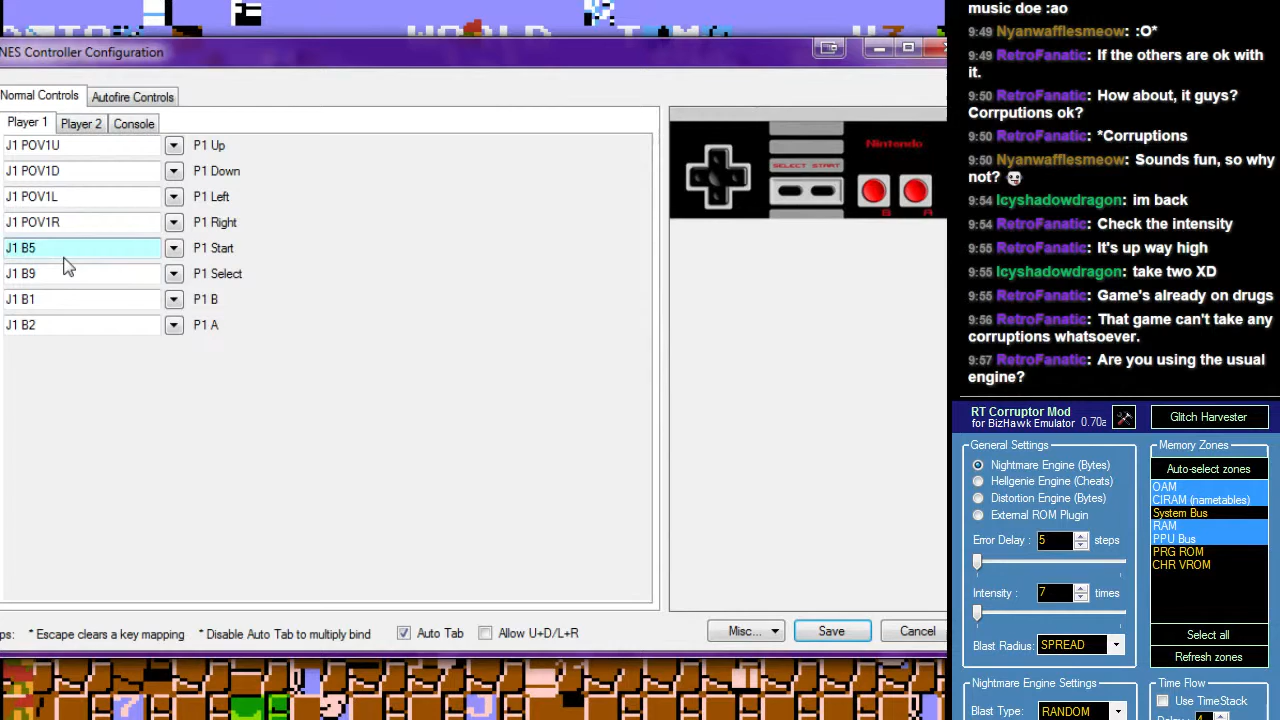 NES Controller Configuration
Normal Controls
Autofire Controls
Player 1
Player 2
Console
J1 POV1U
P1 Up
J1 POV1D
P1 Down
J1 POV1L
P1 Left
J1 POV1R
P1 Right
J1 B5
P1 Start
J1 B9
P1 Select
J1 B1
P1 B
J1 B2
P1 A
Nintendo
SELECT START
B
A
ps:
* Escape clears a key mapping
* Disable Auto Tab to multiply bind
Auto Tab
Allow U+D/L+R
Misc...
Save
Cancel
music doe :ao
9:49 Nyanwafflesmeow: :O*
9:49 RetroFanatic: If the others are ok with
it.
9:50 RetroFanatic: How about, it guys?
Corrputions ok?
9:50 RetroFanatic: *Corruptions
9:50 Nyanwafflesmeow: Sounds fun, so why
not?
9:54 Icyshadowdragon: im back
9:54 RetroFanatic: Check the intensity
9:55 RetroFanatic: It's up way high
9:55 Icyshadowdragon: take two XD
9:55 RetroFanatic: Game's already on drugs
9:56 RetroFanatic: That game can't take any
corruptions whatsoever.
9:57 RetroFanatic: Are you using the usual
engine?
RT Corruptor Mod
for BizHawk Emulator 0.70a
Glitch Harvester
General Settings
Nightmare Engine (Bytes)
Hellgenie Engine (Cheats)
Distortion Engine (Bytes)
External ROM Plugin
Error Delay : 5 steps
Intensity : 7 times
Blast Radius: SPREAD
Memory Zones
Auto-select zones
OAM
CIRAM (nametables)
System Bus
RAM
PPU Bus
PRG ROM
CHR VROM
Select all
Refresh zones
Nightmare Engine Settings
Blast Type: RANDOM
Time Flow
Use TimeStack